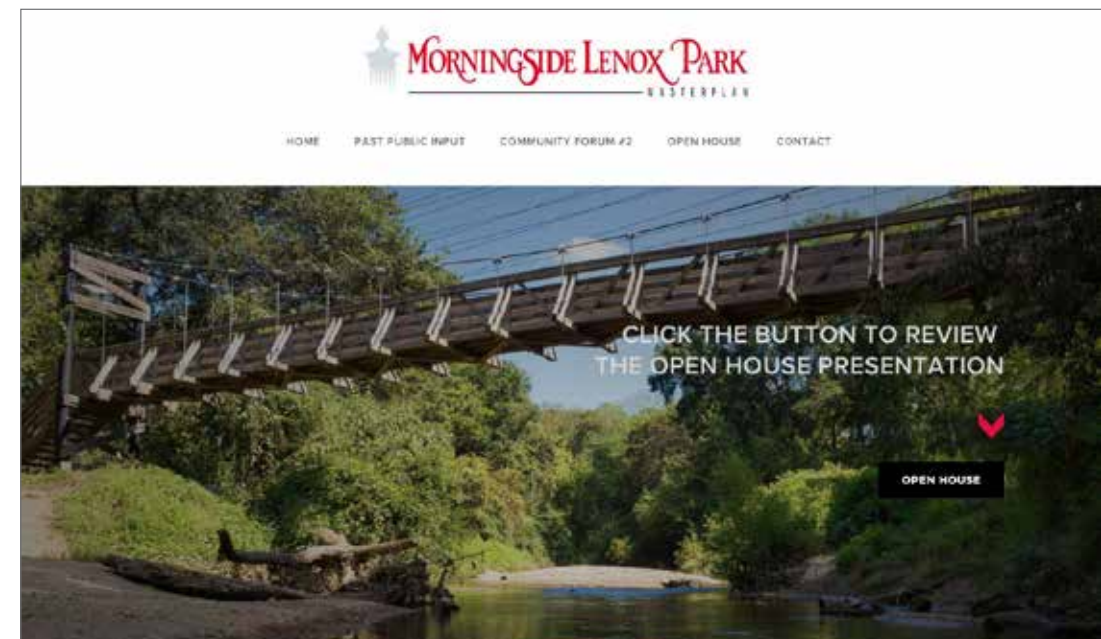 MORNINGSIDE LENOX PARK
MASTERPLAN
HOME PAST PUBLIC INPUT COMMUNITY FORUM #2 OPEN HOUSE CONTACT
CLICK THE BUTTON TO REVIEW
THE OPEN HOUSE PRESENTATION
OPEN HOUSE